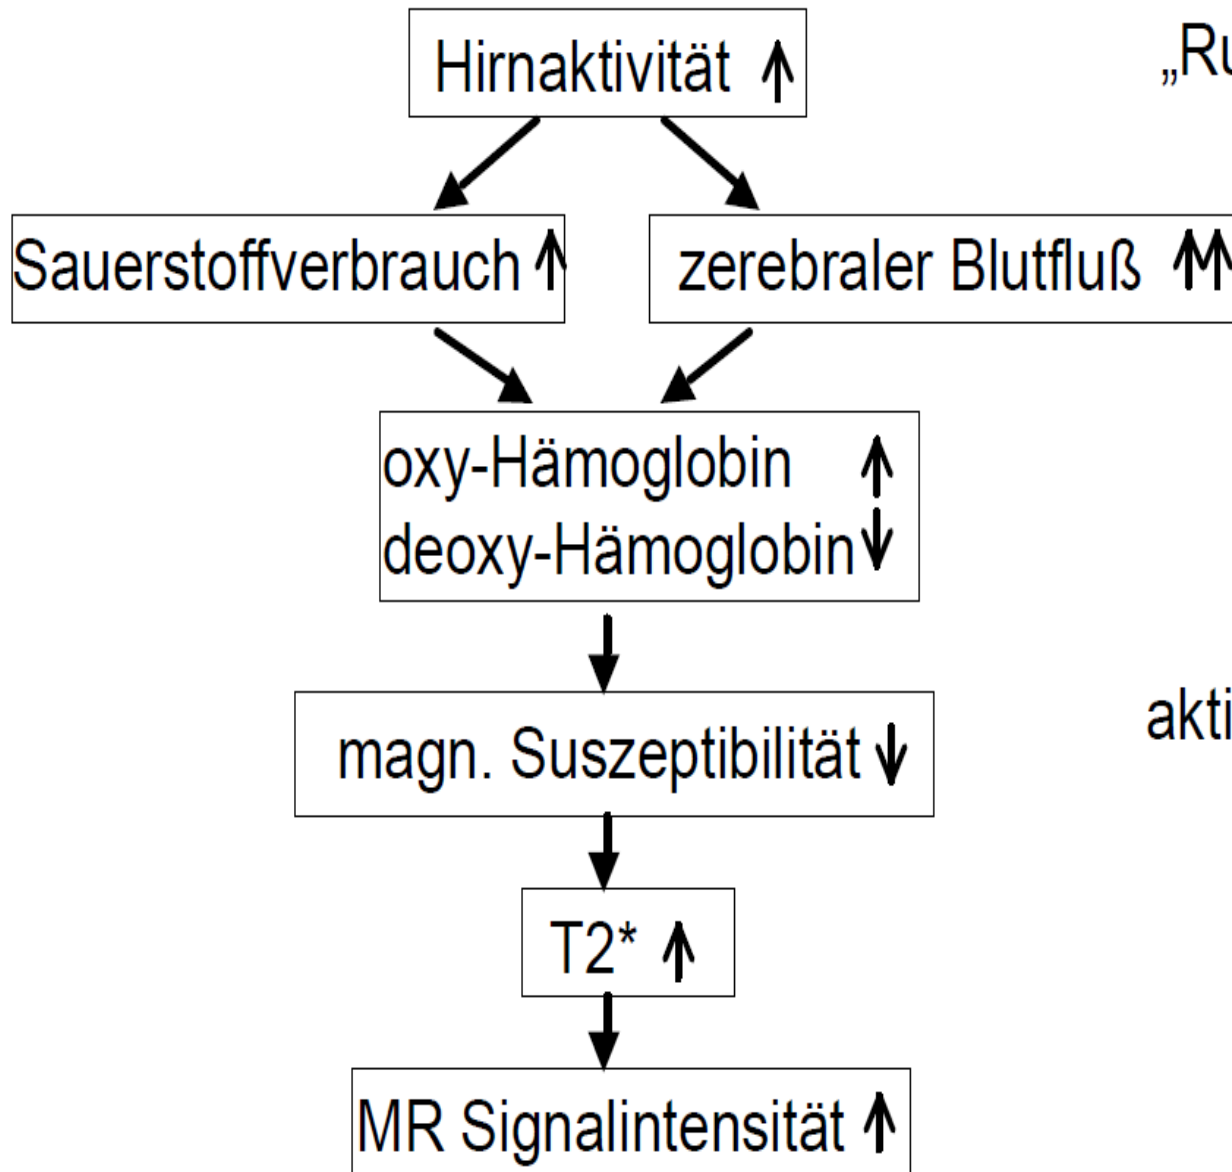 Hirnaktivität ↑
„Ru
Sauerstoffverbrauch ↑
zerebraler Blutfluß ↑↑
oxy-Hämoglobin ↑
deoxy-Hämoglobin ↓
magn. Suszeptibilität ↓
akti
T2* ↑
MR Signalintensität ↑